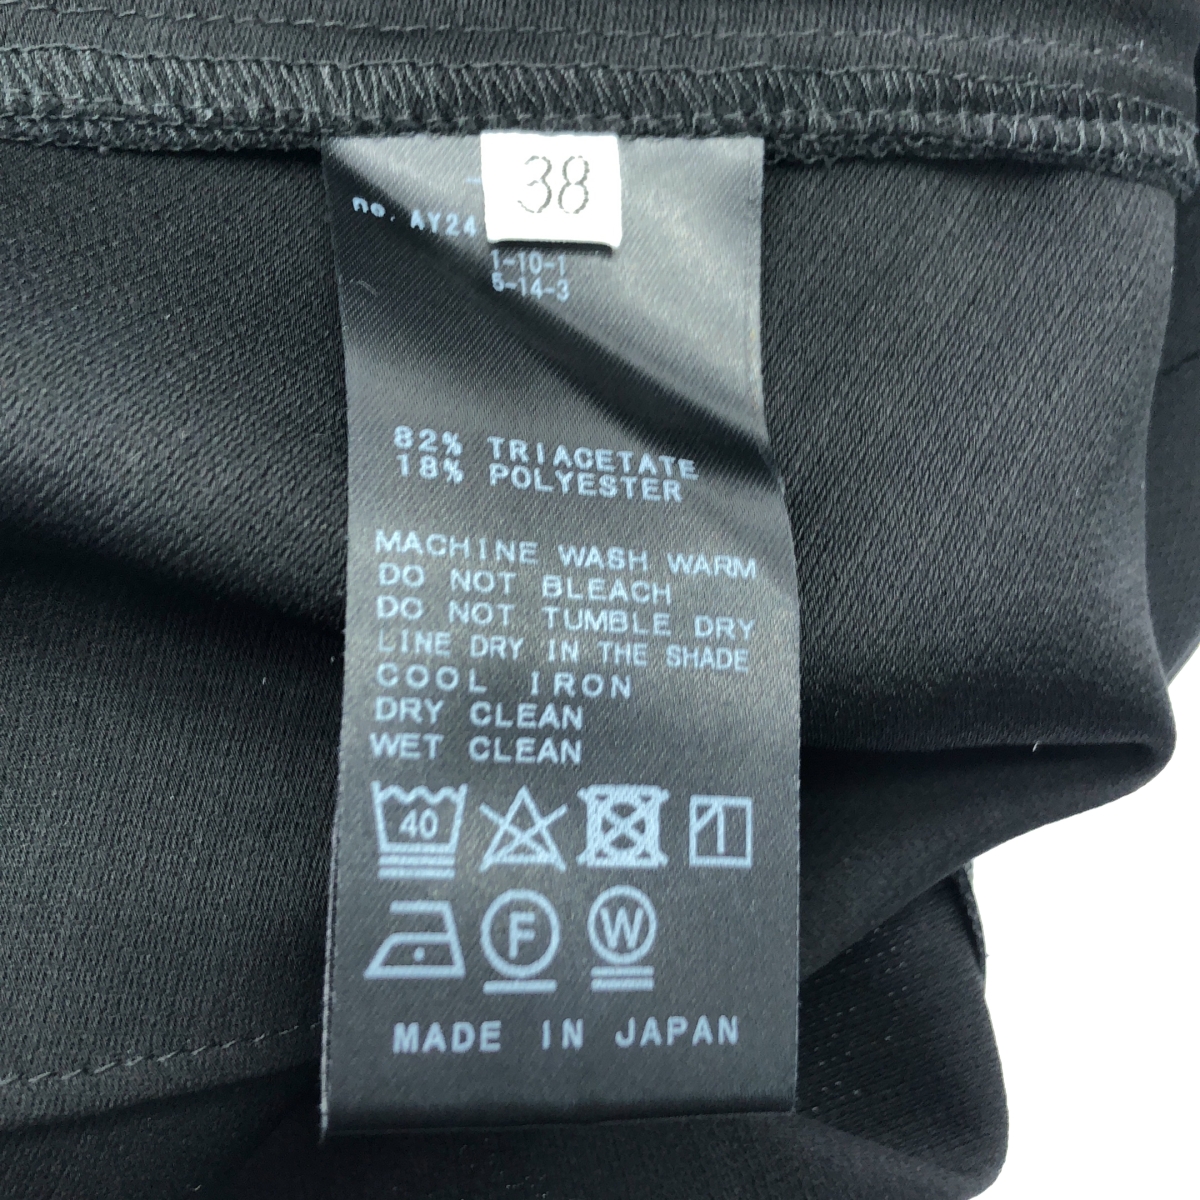 38
no. AY24
1-10-1
5-14-3
82% TRIACETATE
18% POLYESTER
MACHINE WASH WARM
DO NOT BLEACH
DO NOT TUMBLE DRY
LINE DRY IN THE SHADE
COOL IRON
DRY CLEAN
WET CLEAN
40
F W
MADE IN JAPAN